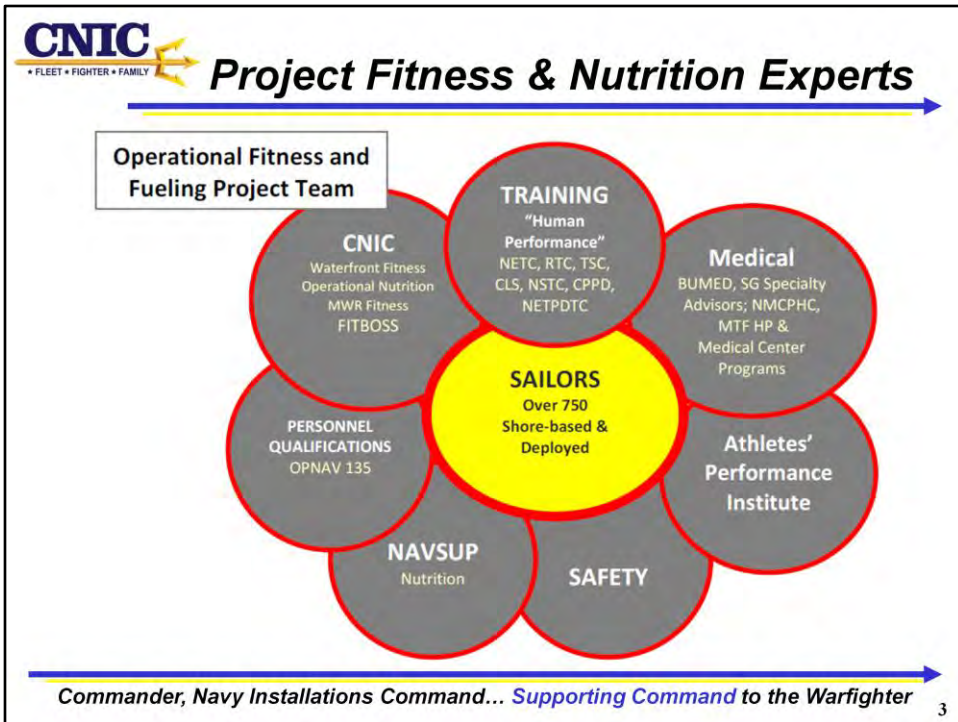 CNIC
★ FLEET ★ FIGHTER ★ FAMILY
Project Fitness & Nutrition Experts
Operational Fitness and
Fueling Project Team
TRAINING
"Human
Performance"
NETC, RTC, TSC,
CLS, NSTC, CPPD,
NETPDTC
CNIC
Waterfront Fitness
Operational Nutrition
MWR Fitness
FITBOSS
Medical
BUMED, SG Specialty
Advisors; NMCPHC,
MTF HP &
Medical Center
Programs
SAILORS
Over 750
Shore-based &
Deployed
PERSONNEL
QUALIFICATIONS
OPNAV 135
Athletes'
Performance
Institute
NAVSUP
Nutrition
SAFETY
Commander, Navy Installations Command... Supporting Command to the Warfighter
3